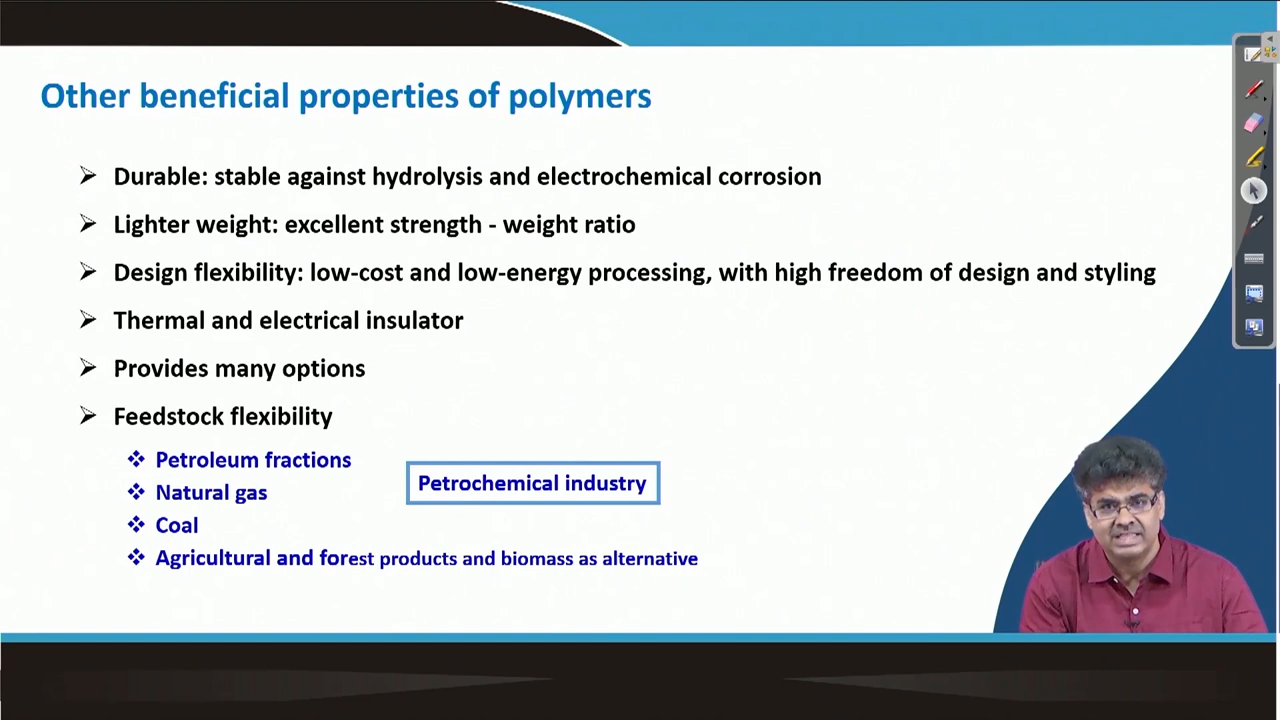 Other beneficial properties of polymers
Durable: stable against hydrolysis and electrochemical corrosion
Lighter weight: excellent strength - weight ratio
Design flexibility: low-cost and low-energy processing, with high freedom of design and styling
Thermal and electrical insulator
Provides many options
Feedstock flexibility
Petroleum fractions
Natural gas
Petrochemical industry
Coal
Agricultural and forest products and biomass as alternative